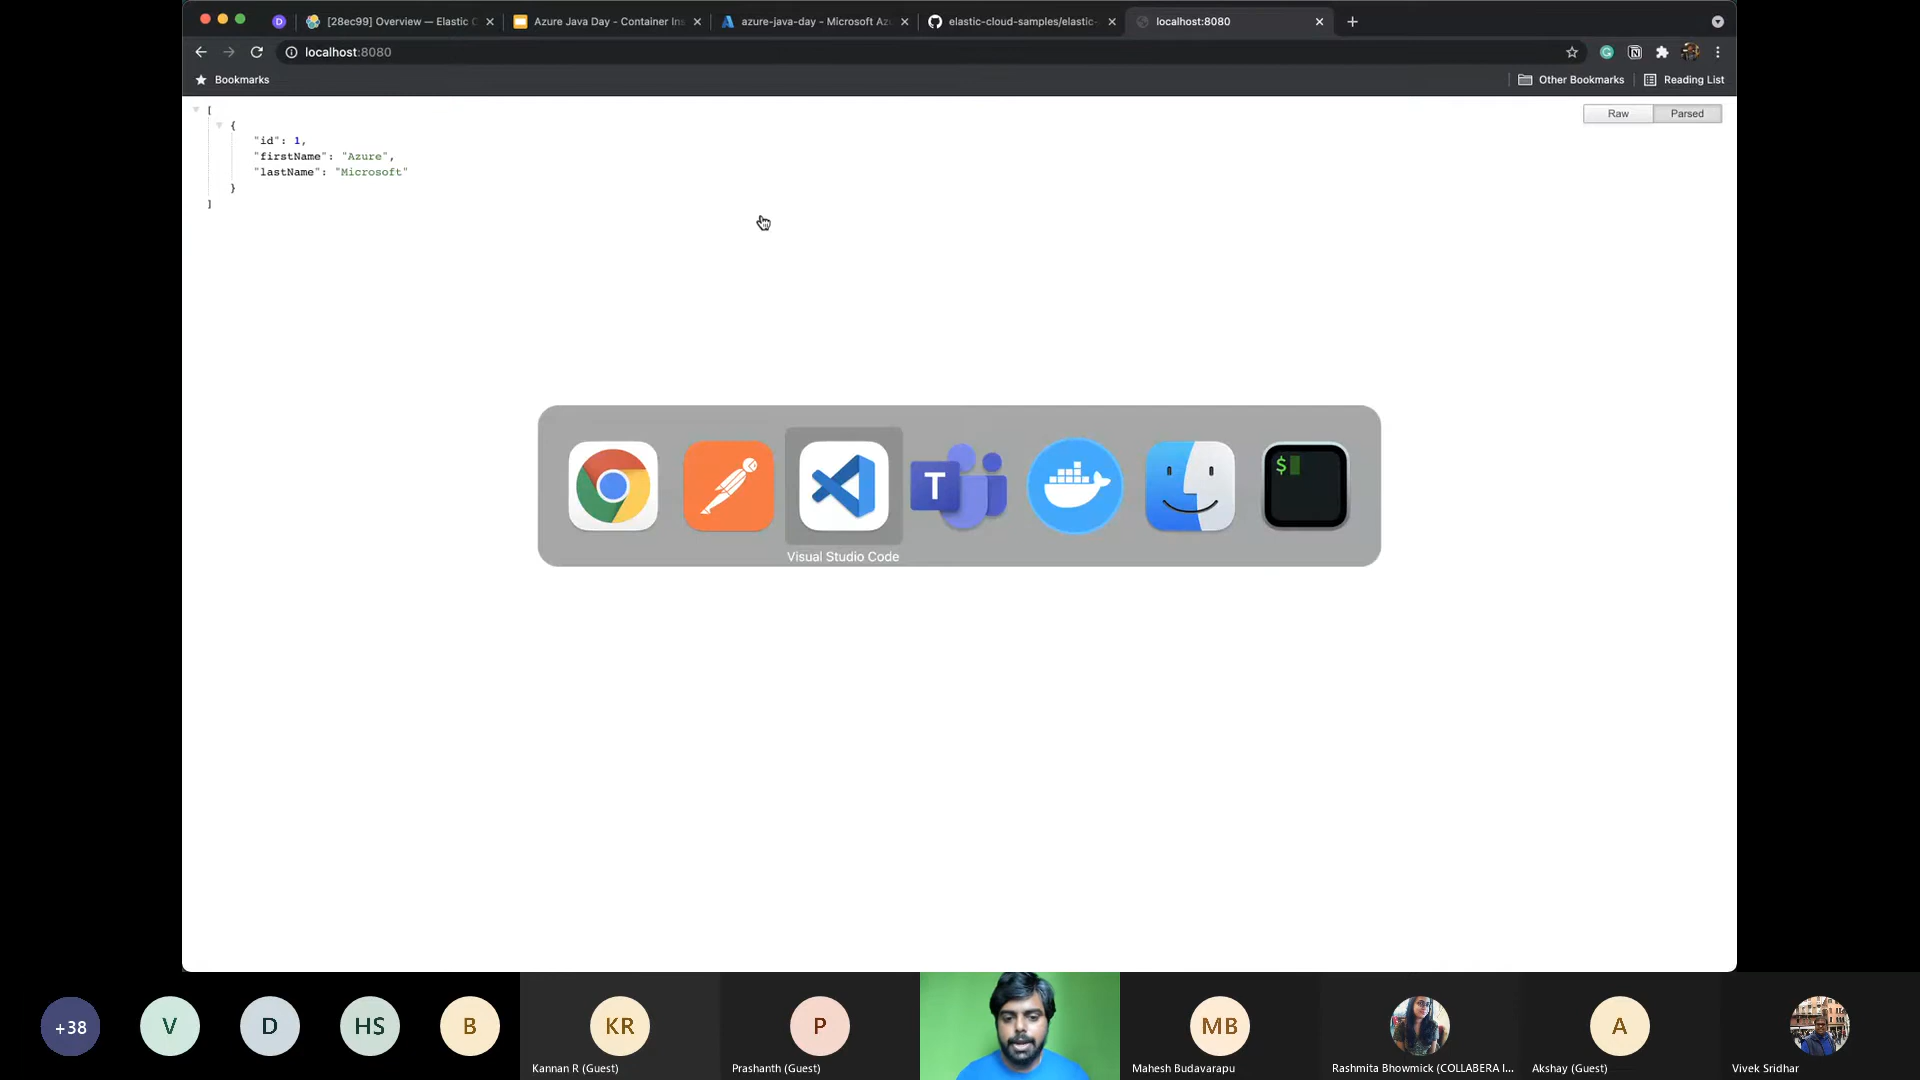 D
[28ec99] Overview — Elastic C
Azure Java Day - Container Ins
azure-java-day - Microsoft Az
elastic-cloud-samples/elastic-
localhost:8080
localhost:8080
Bookmarks
Other Bookmarks
Reading List
Raw
Parsed
[
{
"id": 1,
"firstName": "Azure",
"lastName": "Microsoft"
}
]
T
$
Visual Studio Code
+38
V
D
HS
B
KR
P
MB
A
Kannan R (Guest)
Prashanth (Guest)
Mahesh Budavarapu
Rashmita Bhowmick (COLLABERA I...
Akshay (Guest)
Vivek Sridhar